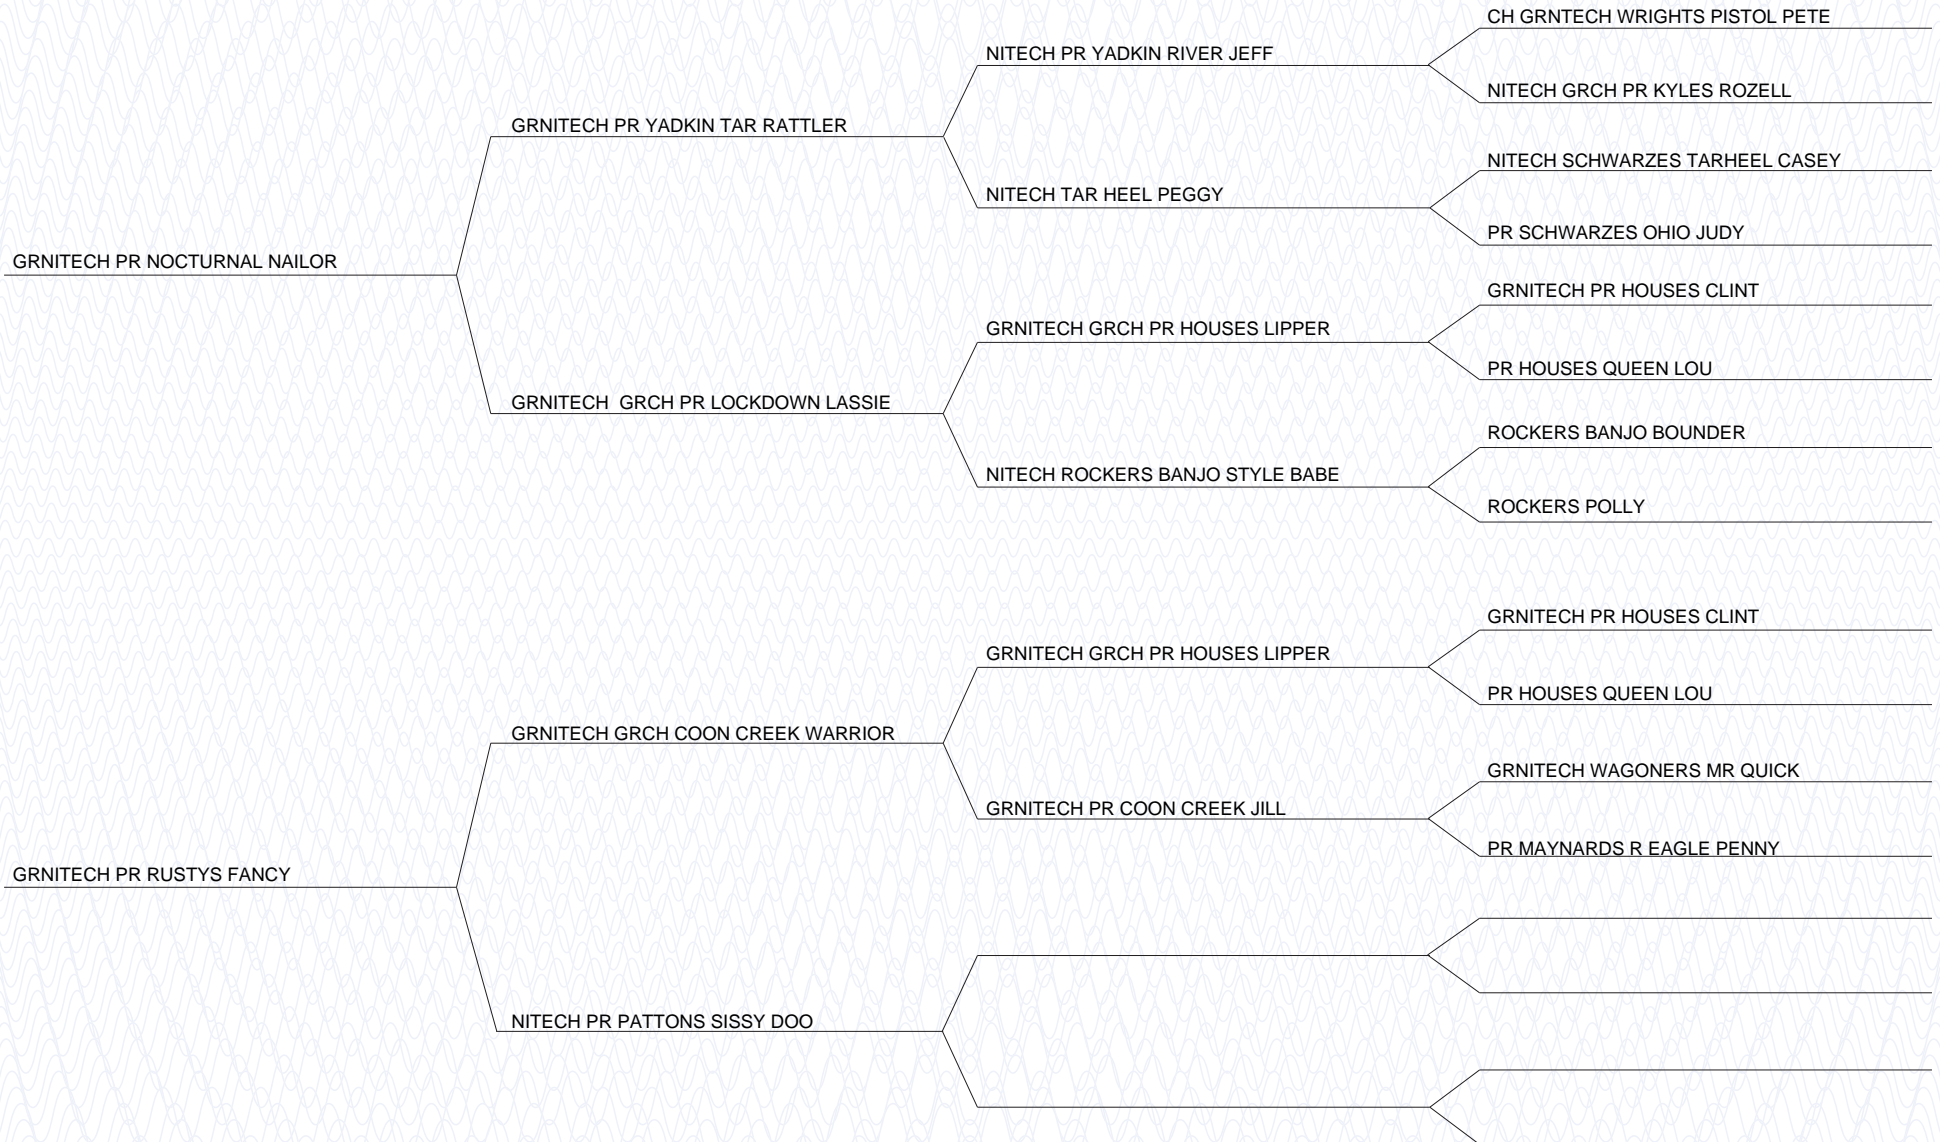 CH GRNTECH WRIGHTS PISTOL PETE
NITECH PR YADKIN RIVER JEFF
NITECH GRCH PR KYLES ROZELL
GRNITECH PR YADKIN TAR RATTLER
NITECH SCHWARZES TARHEEL CASEY
NITECH TAR HEEL PEGGY
PR SCHWARZES OHIO JUDY
GRNITECH PR NOCTURNAL NAILOR
GRNITECH PR HOUSES CLINT
GRNITECH GRCH PR HOUSES LIPPER
PR HOUSES QUEEN LOU
GRNITECH  GRCH PR LOCKDOWN LASSIE
ROCKERS BANJO BOUNDER
NITECH ROCKERS BANJO STYLE BABE
ROCKERS POLLY
GRNITECH PR HOUSES CLINT
GRNITECH GRCH PR HOUSES LIPPER
PR HOUSES QUEEN LOU
GRNITECH GRCH COON CREEK WARRIOR
GRNITECH WAGONERS MR QUICK
GRNITECH PR COON CREEK JILL
PR MAYNARDS R EAGLE PENNY
GRNITECH PR RUSTYS FANCY
NITECH PR PATTONS SISSY DOO